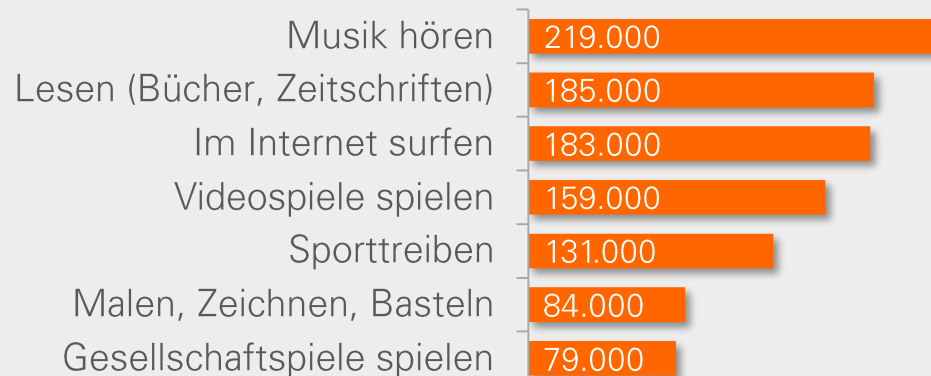 Musik hören 219.000
Lesen (Bücher, Zeitschriften) 185.000
Im Internet surfen 183.000
Videospiele spielen 159.000
Sporttreiben 131.000
Malen, Zeichnen, Basteln 84.000
Gesellschaftspiele spielen 79.000